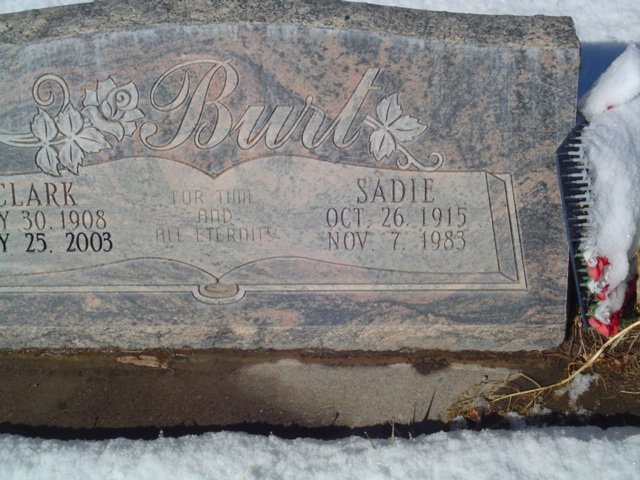 Burt
CLARK
Y 30. 1908
Y 25. 2003
FOR TIME
AND
ALL ETERNITY
SADIE
OCT. 26. 1915
NOV. 7. 1983